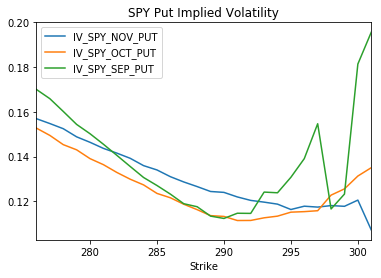 SPY Put Implied Volatility
0.20
0.18
0.16
0.14
0.12
IV_SPY_NOV_PUT
IV_SPY_OCT_PUT
IV_SPY_SEP_PUT
280 285 290 295 300
Strike